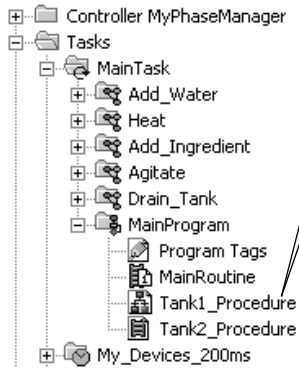 Controller MyPhaseManager
Tasks
MainTask
Add_Water
Heat
Add_Ingredient
Agitate
Drain_Tank
MainProgram
Program Tags
MainRoutine
Tank1_Procedure
Tank2_Procedure
My_Devices_200ms